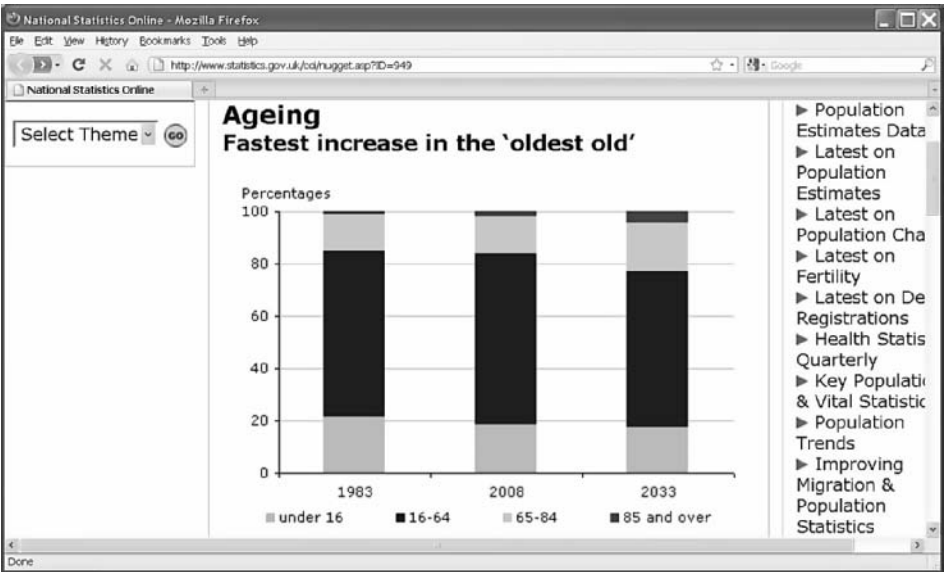 National Statistics Online - Mozilla Firefox
File Edit View History Bookmarks Tools Help
http://www.statistics.gov.uk/cci/nugget.asp?ID=949
Google
National Statistics Online
Select Theme
GO
Ageing
Fastest increase in the ‘oldest old’
Percentages
100
80
60
40
20
0
1983 2008 2033
under 16 16-64 65-84 85 and over
Population
Estimates Data
Latest on
Population
Estimates
Latest on
Population Cha
Latest on
Fertility
Latest on De
Registrations
Health Statis
Quarterly
Key Populatio
& Vital Statistic
Population
Trends
Improving
Migration &
Population
Statistics
Done